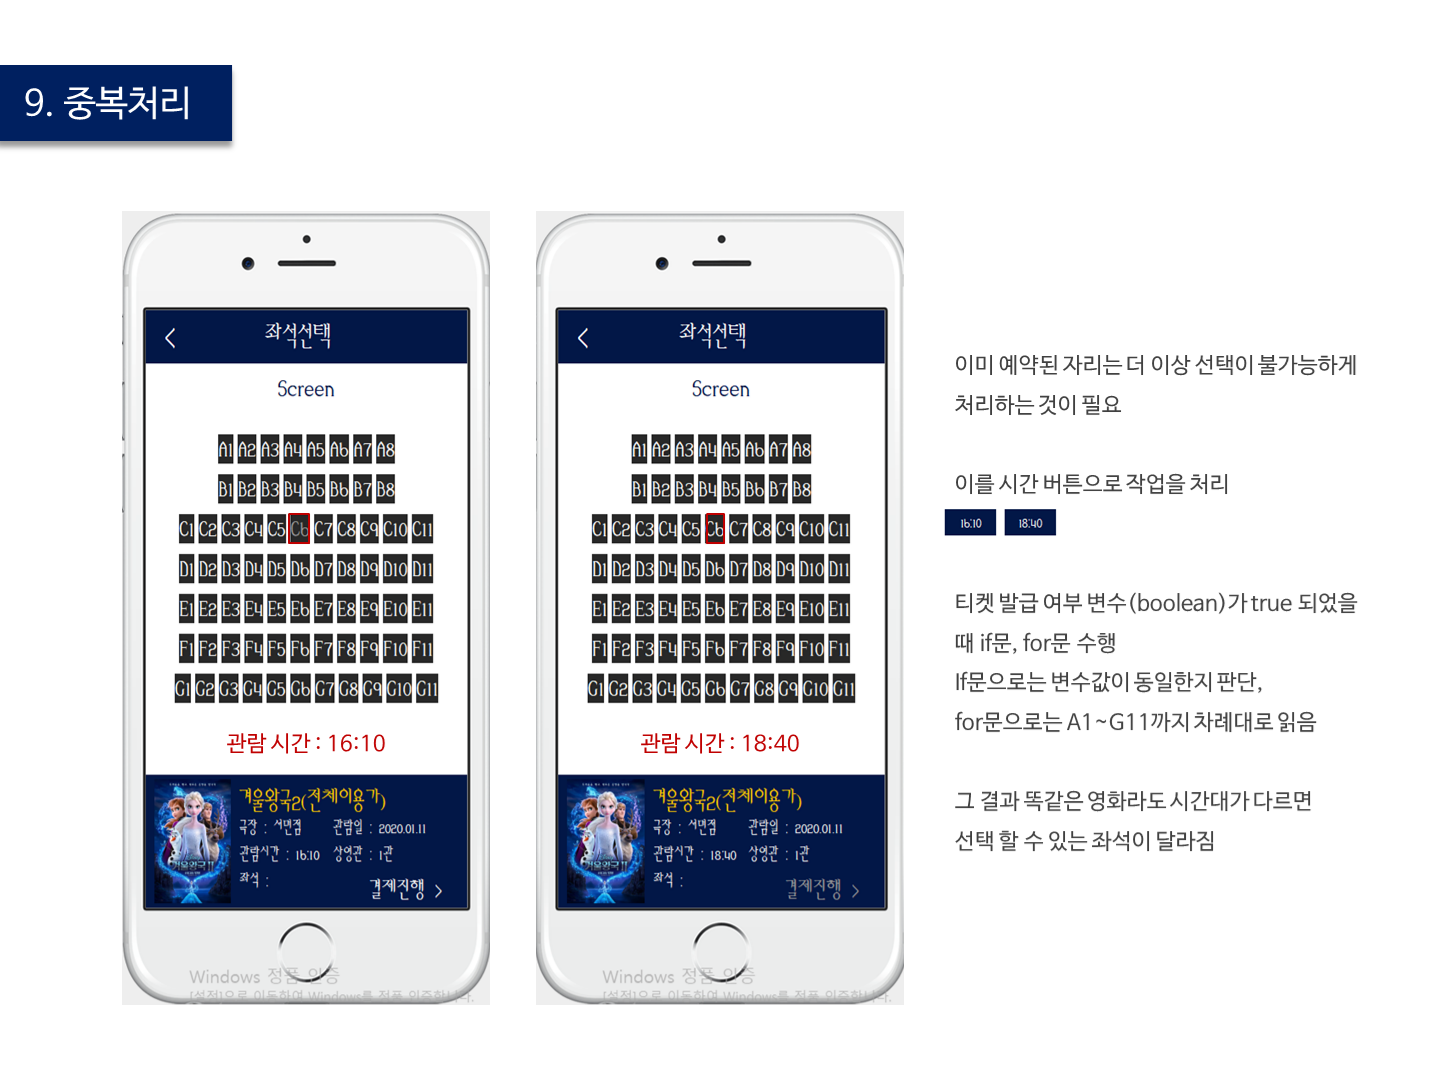 9. 중복처리
좌석선택
Screen
A1 A2 A3 A4 A5 A6 A7 A8
B1 B2 B3 B4 B5 B6 B7 B8
C1 C2 C3 C4 C5 C6 C7 C8 C9 C10 C11
D1 D2 D3 D4 D5 D6 D7 D8 D9 D10 D11
E1 E2 E3 E4 E5 E6 E7 E8 E9 E10 E11
F1 F2 F3 F4 F5 F6 F7 F8 F9 F10 F11
G1 G2 G3 G4 G5 G6 G7 G8 G9 G10 G11
관람 시간 : 16:10
겨울왕국2(전체이용가)
극장 : 서면점 관람일 : 2020.01.11
관람시간 : 16:10 상영관 : 1관
좌석 :
결제진행 >
겨울왕국 II
Windows 정품 인증
[설정]으로 이동하여 Windows를 정품 인증합니다.
좌석선택
Screen
A1 A2 A3 A4 A5 A6 A7 A8
B1 B2 B3 B4 B5 B6 B7 B8
C1 C2 C3 C4 C5 C6 C7 C8 C9 C10 C11
D1 D2 D3 D4 D5 D6 D7 D8 D9 D10 D11
E1 E2 E3 E4 E5 E6 E7 E8 E9 E10 E11
F1 F2 F3 F4 F5 F6 F7 F8 F9 F10 F11
G1 G2 G3 G4 G5 G6 G7 G8 G9 G10 G11
관람 시간 : 18:40
겨울왕국2(전체이용가)
극장 : 서면점 관람일 : 2020.01.11
관람시간 : 18:40 상영관 : 1관
좌석 :
결제진행 >
겨울왕국 II
Windows 정품 인증
[설정]으로 이동하여 Windows를 정품 인증합니다.
이미 예약된 자리는 더 이상 선택이 불가능하게
처리하는 것이 필요
이를 시간 버튼으로 작업을 처리
16:10 18:40
티켓 발급 여부 변수(boolean)가 true 되었을
때 if문, for문 수행
If문으로는 변수값이 동일한지 판단,
for문으로는 A1~G11까지 차례대로 읽음
그 결과 똑같은 영화라도 시간대가 다르면
선택 할 수 있는 좌석이 달라짐